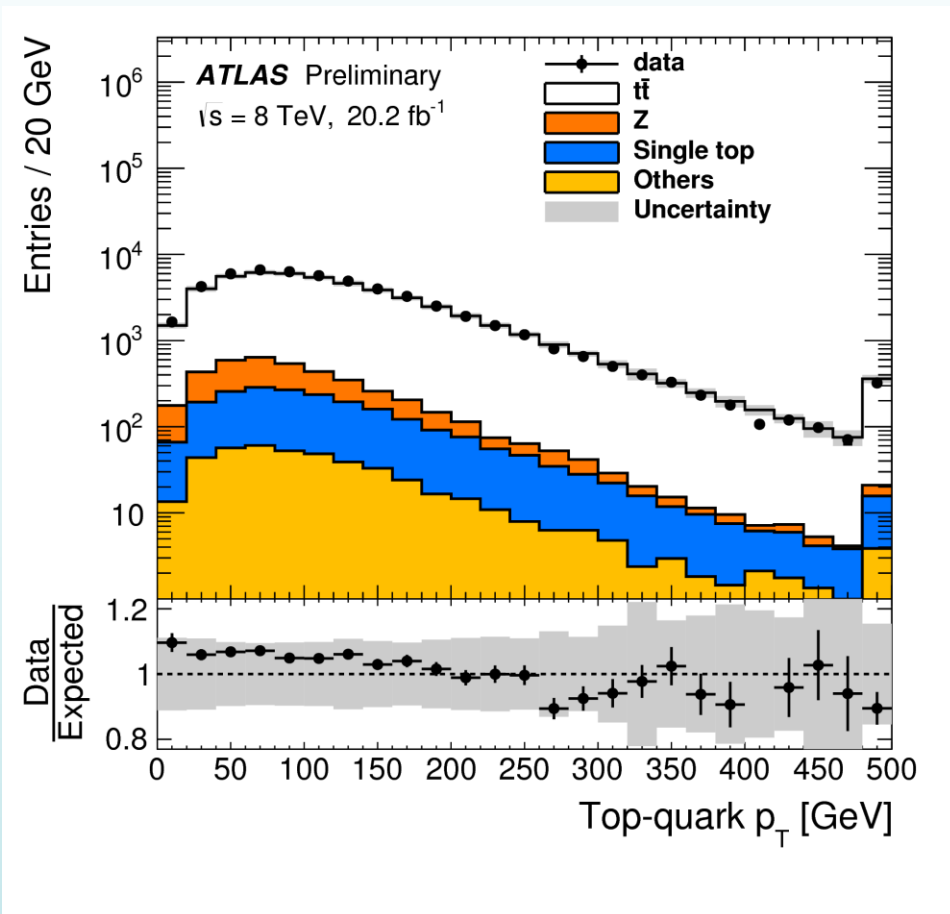 Entries / 20 GeV
10⁶
10⁵
10⁴
10³
10²
10
ATLAS Preliminary
√s = 8 TeV, 20.2 fb⁻¹
data
tt̄
Z
Single top
Others
Uncertainty
Data
Expected
1.2
1
0.8
0 50 100 150 200 250 300 350 400 450 500
Top-quark p_T [GeV]